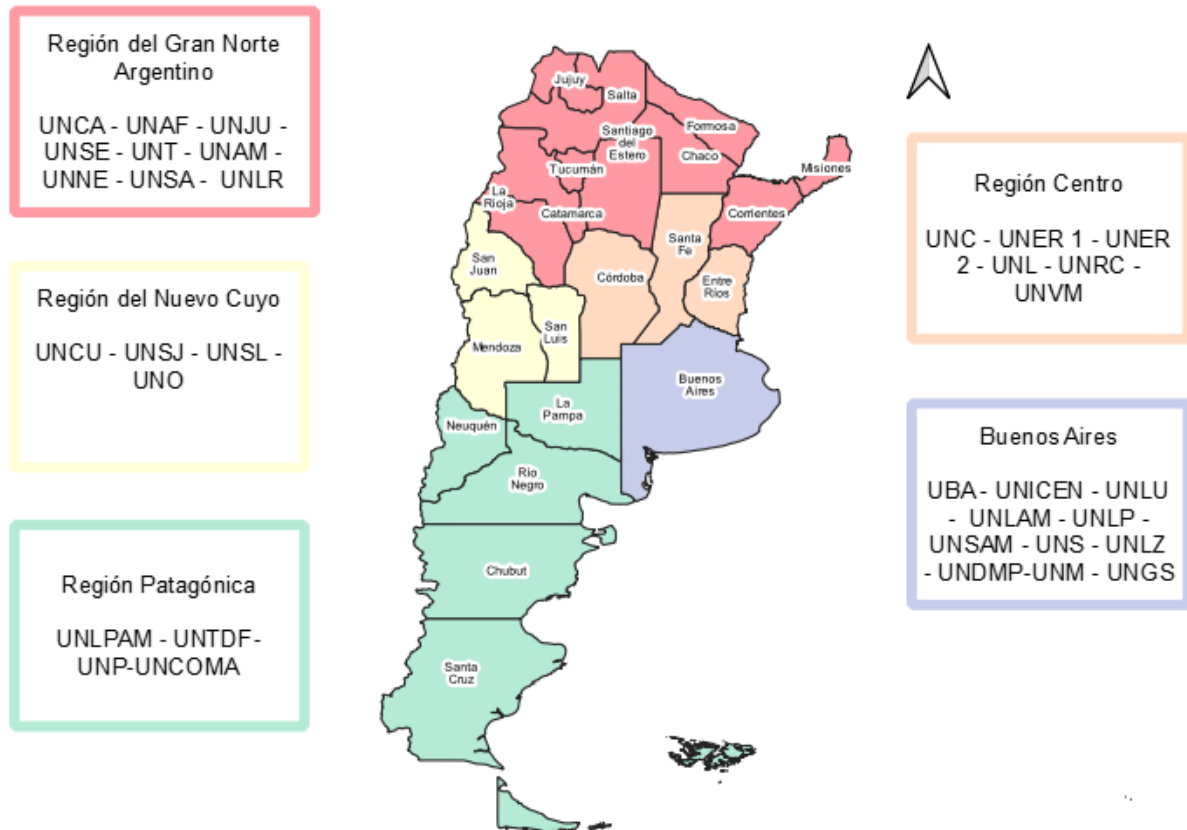 Región del Gran Norte
Argentino
UNCA - UNAF - UNJU -
UNSE - UNT - UNAM -
UNNE - UNSA - UNLR
Región del Nuevo Cuyo
UNCU - UNSJ - UNSL -
UNO
Región Patagónica
UNLPAM - UNTDF-
UNP-UNCOMA
Jujuy
Salta
Formosa
Santiago
del
Estero
Chaco
Misiones
Tucumán
La
Rioja
Catamarca
Corrientes
Santa
Fe
San
Juan
Córdoba
Entre
Ríos
San
Luis
Mendoza
Buenos
Aires
La
Pampa
Neuquén
Río
Negro
Chubut
Santa
Cruz
Región Centro
UNC - UNER 1 - UNER
2 - UNL - UNRC -
UNVM
Buenos Aires
UBA - UNICEN - UNLU
- UNLAM - UNLP -
UNSAM - UNS - UNLZ
- UNDMP-UNM - UNGS